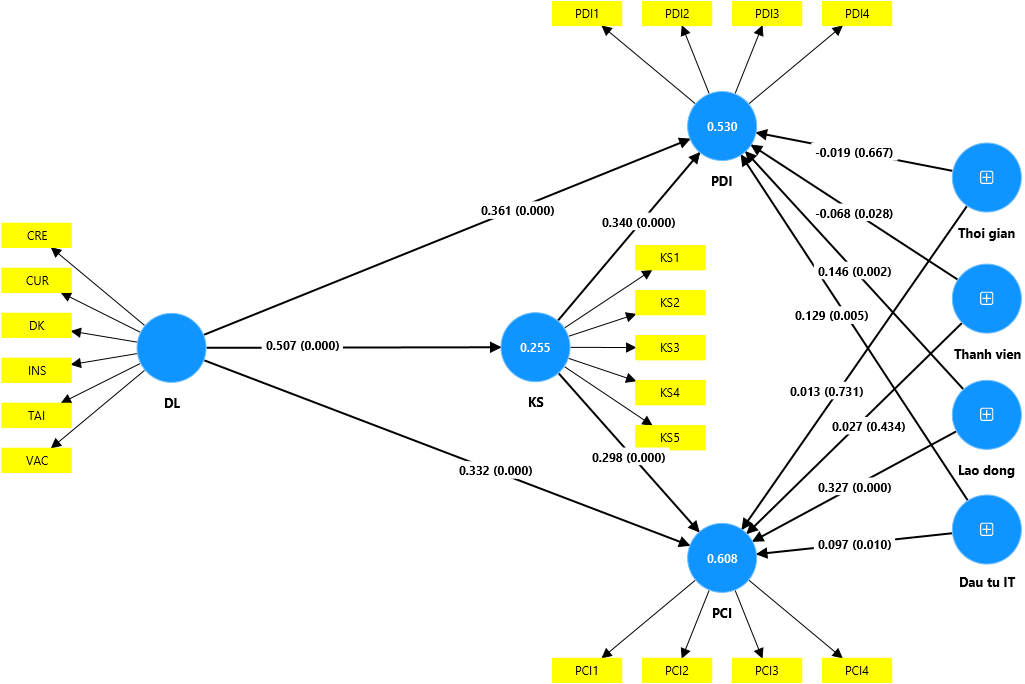 PDI1 PDI2 PDI3 PDI4
0.530
PDI
-0.019 (0.667)
Thoi gian
0.361 (0.000)
0.340 (0.000)
-0.068 (0.028)
CRE
CUR
DK
INS
TAI
VAC
DL
0.507 (0.000)
0.255
KS
KS1
KS2
KS3
KS4
KS5
0.146 (0.002)
0.129 (0.005)
Thanh vien
0.013 (0.731)
0.027 (0.434)
Lao dong
0.332 (0.000)
0.298 (0.000)
0.327 (0.000)
0.097 (0.010)
0.608
PCI
Dau tu IT
PCI1 PCI2 PCI3 PCI4